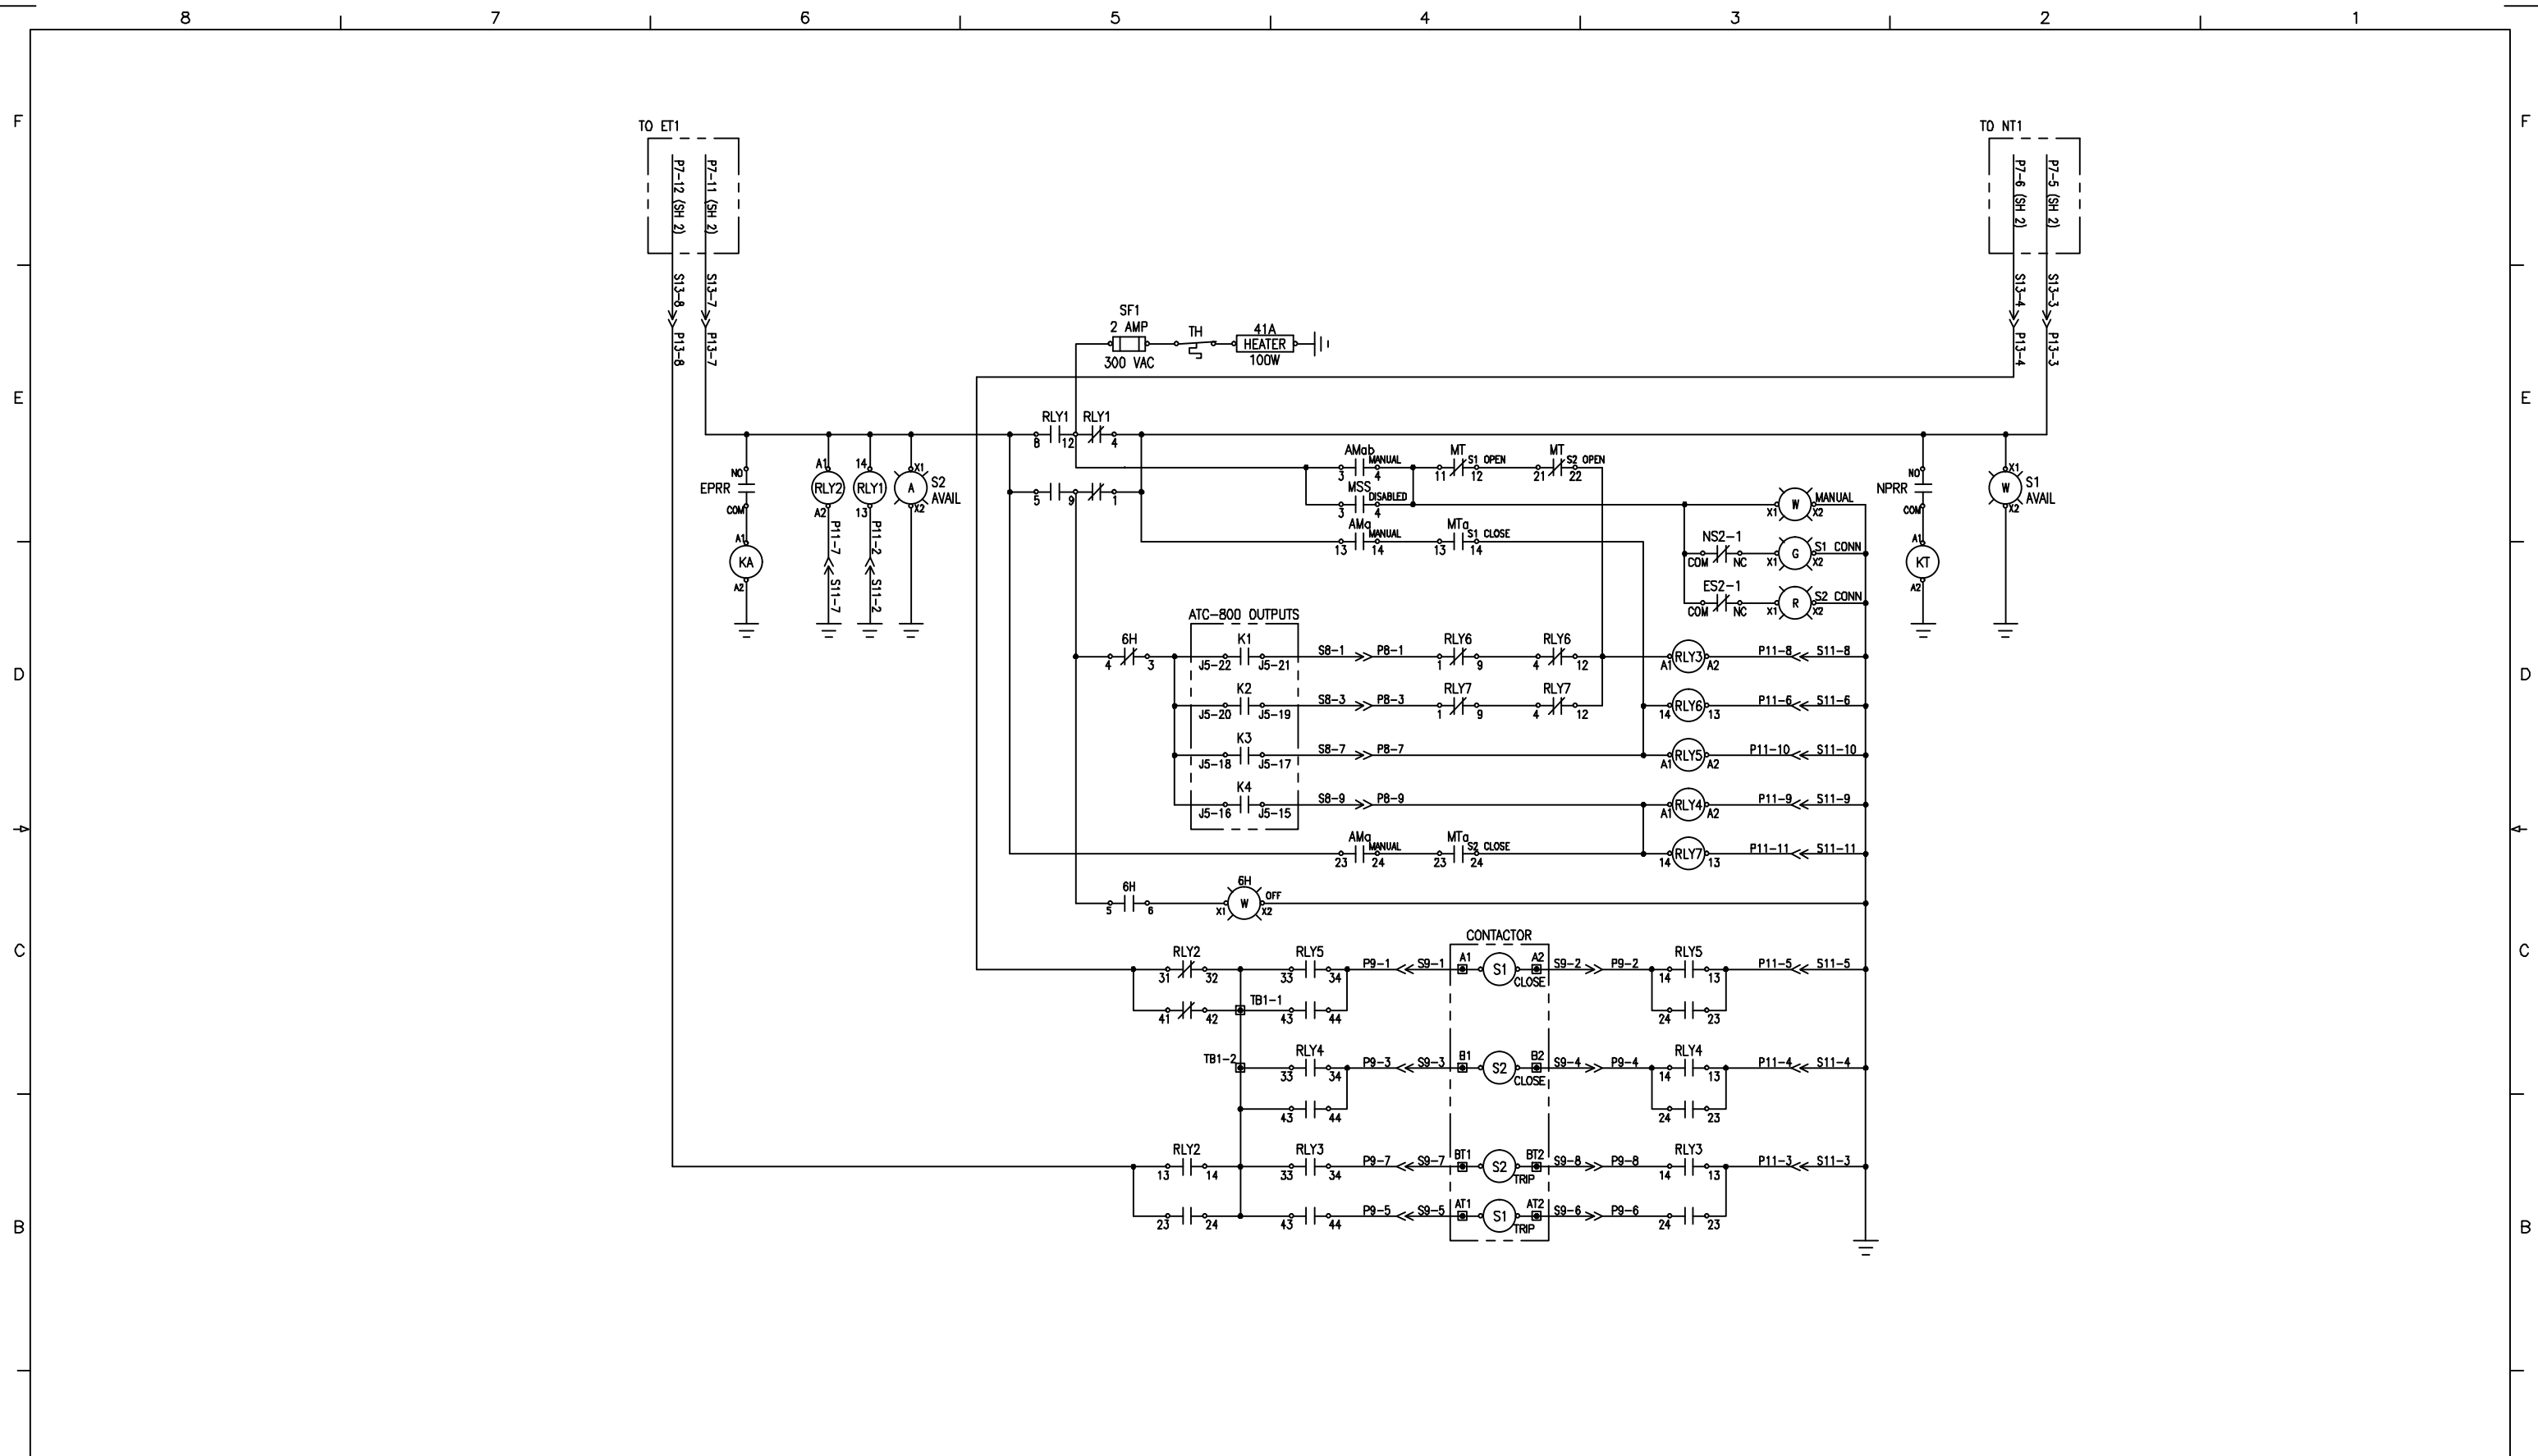 8 7 6 5 4 3 2 1
F F
TO ET1
TO NT1
P7-12 (SH 2)
P7-11 (SH 2)
P7-6 (SH 2)
P7-5 (SH 2)
S13-8
S13-7
S13-4
S13-3
P13-8
P13-7
P13-4
P13-3
SF1
2 AMP
300 VAC
TH
41A
HEATER
100W
E E
RLY1 RLY1
8 12 4
5 9 1
NO
EPRR
COM
A1
KA
A2
A1
RLY2
A2
P11-7
S11-7
14
RLY1
13
P11-2
S11-2
X1
A
X2
S2
AVAIL
AMab
MANUAL
3 4
MT
S1 OPEN
11 12
MT
S2 OPEN
21 22
MSS
DISABLED
3 4
AMa
MANUAL
13 14
MTa
S1 CLOSE
13 14
W
MANUAL
X1 X2
NS2-1
COM NC
G
S1 CONN
X1 X2
ES2-1
COM NC
R
S2 CONN
X1 X2
NO
NPRR
COM
A1
KT
A2
X1
W
X2
S1
AVAIL
D D
ATC-800 OUTPUTS
6H
4 3
K1
J5-22 J5-21
S8-1 P8-1
RLY6 RLY6
1 9 4 12
RLY3
A1 A2
P11-8 S11-8
K2
J5-20 J5-19
S8-3 P8-3
RLY7 RLY7
1 9 4 12
RLY6
14 13
P11-6 S11-6
K3
J5-18 J5-17
S8-7 P8-7
RLY5
A1 A2
P11-10 S11-10
K4
J5-16 J5-15
S8-9 P8-9
RLY4
A1 A2
P11-9 S11-9
AMa
MANUAL
23 24
MTa
S2 CLOSE
23 24
RLY7
14 13
P11-11 S11-11
6H
5 6
6H
W
OFF
X1 X2
C C
CONTACTOR
RLY2
31 32
RLY5
33 34
P9-1 S9-1
A1 S1 A2
CLOSE
S9-2 P9-2
RLY5
14 13
P11-5 S11-5
41 42
TB1-1
43 44
24 23
TB1-2
RLY4
33 34
P9-3 S9-3
B1 S2 B2
CLOSE
S9-4 P9-4
RLY4
14 13
P11-4 S11-4
43 44
24 23
RLY2
13 14
RLY3
33 34
P9-7 S9-7
BT1 S2 BT2
TRIP
S9-8 P9-8
RLY3
14 13
P11-3 S11-3
23 24
43 44
P9-5 S9-5
AT1 S1 AT2
TRIP
S9-6 P9-6
24 23
B B